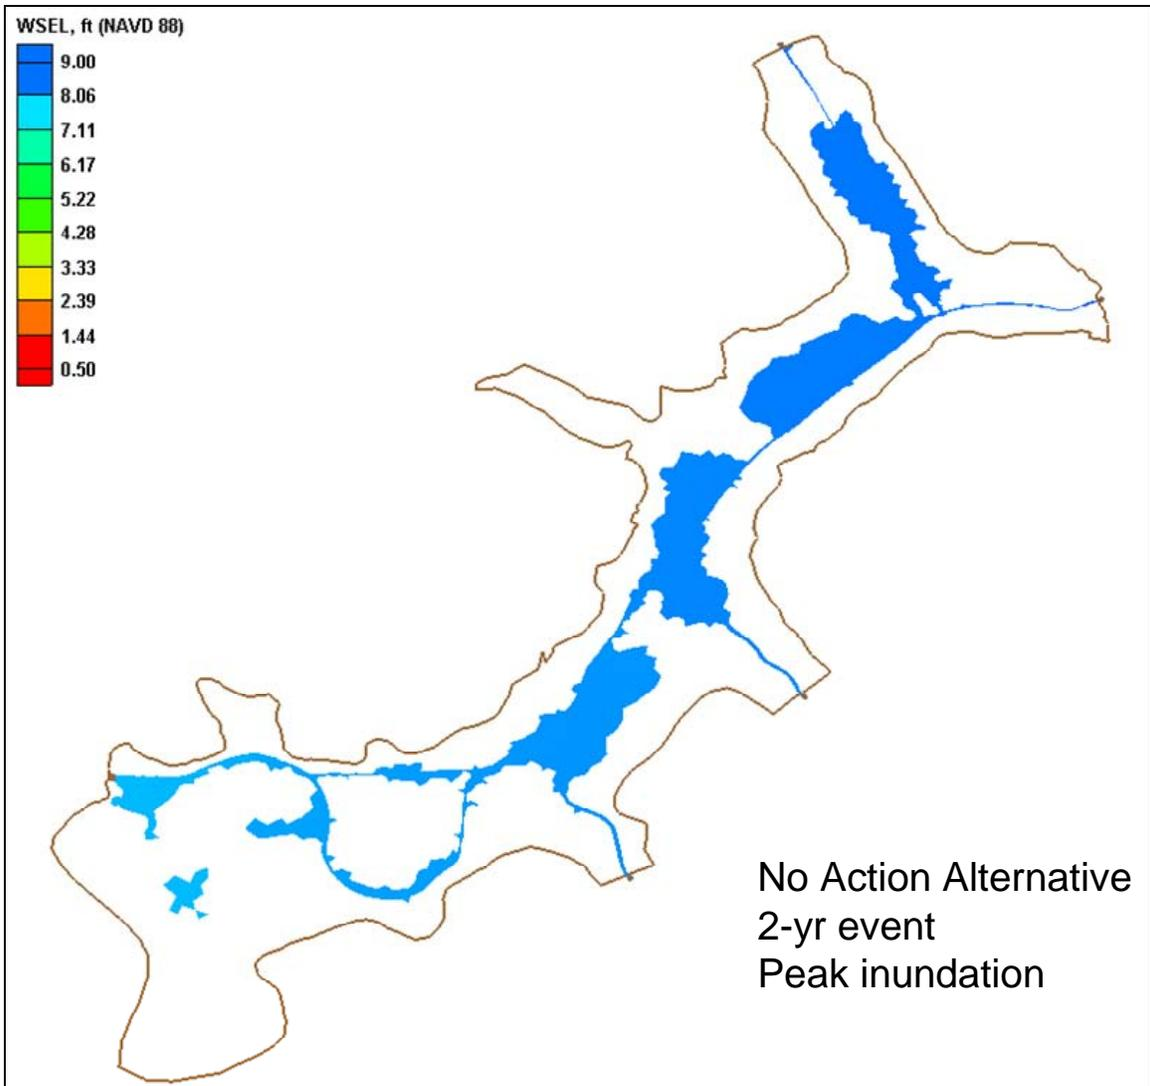 WSEL, ft (NAVD 88)
9.00
8.06
7.11
6.17
5.22
4.28
3.33
2.39
1.44
0.50
No Action Alternative
2-yr event
Peak inundation